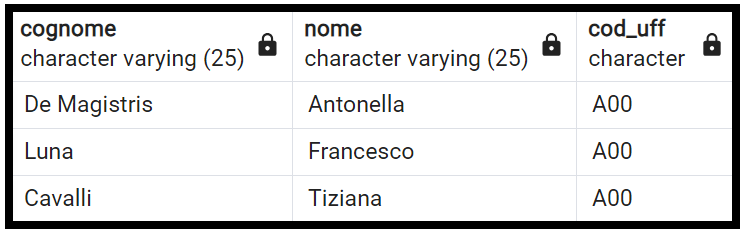 cognome nome cod_uff
character varying (25) character varying (25) character
De Magistris Antonella A00
Luna Francesco A00
Cavalli Tiziana A00